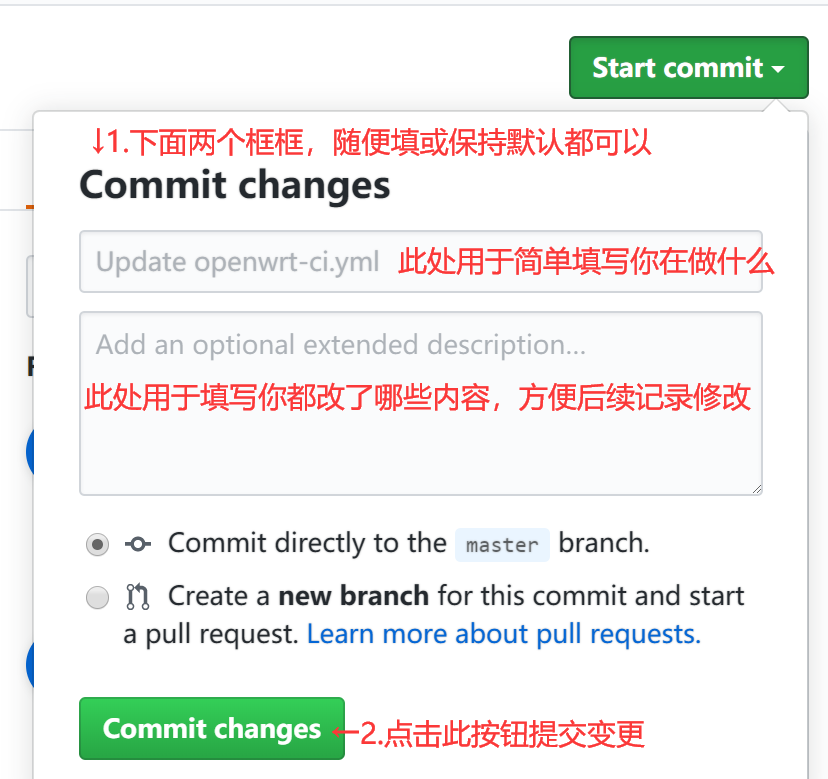 Start commit
↓1.下面两个框框，随便填或保持默认都可以
Commit changes
Update openwrt-ci.yml 此处用于简单填写你在做什么
Add an optional extended description...
此处用于填写你都改了哪些内容，方便后续记录修改
Commit directly to the master branch.
Create a new branch for this commit and start
a pull request. Learn more about pull requests.
Commit changes ←2.点击此按钮提交变更